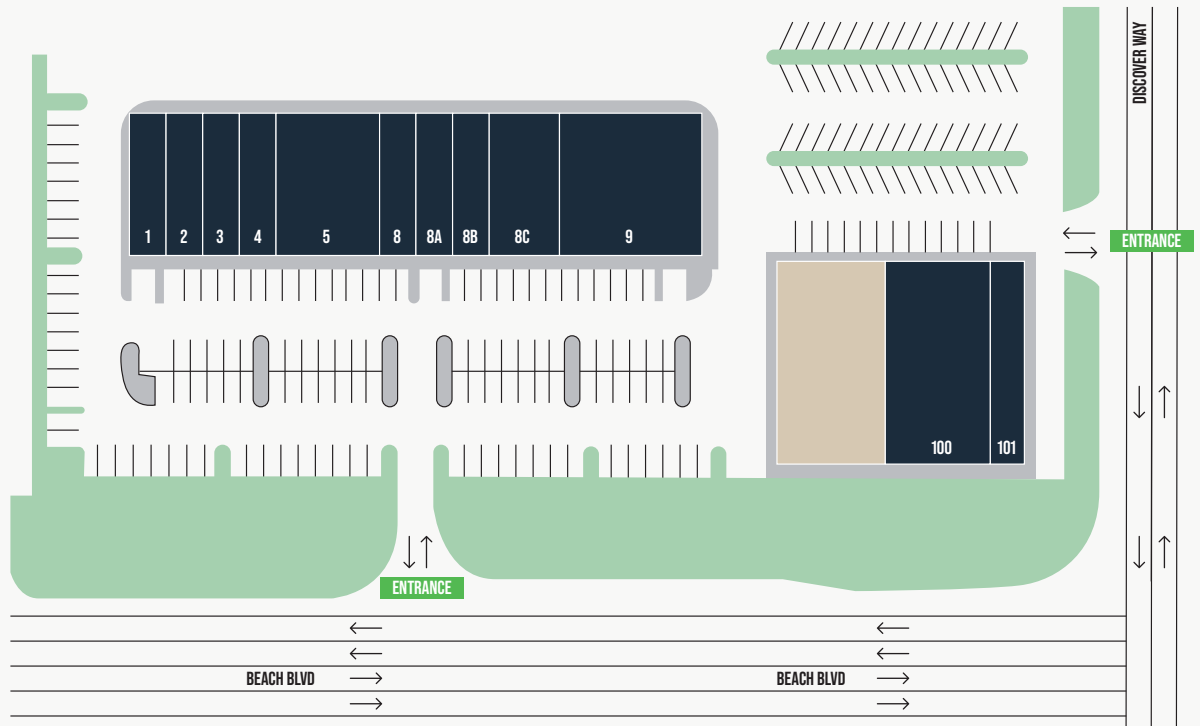 DISCOVER WAY
1 2 3 4 5 8 8A 8B 8C 9
ENTRANCE
100 101
ENTRANCE
BEACH BLVD BEACH BLVD